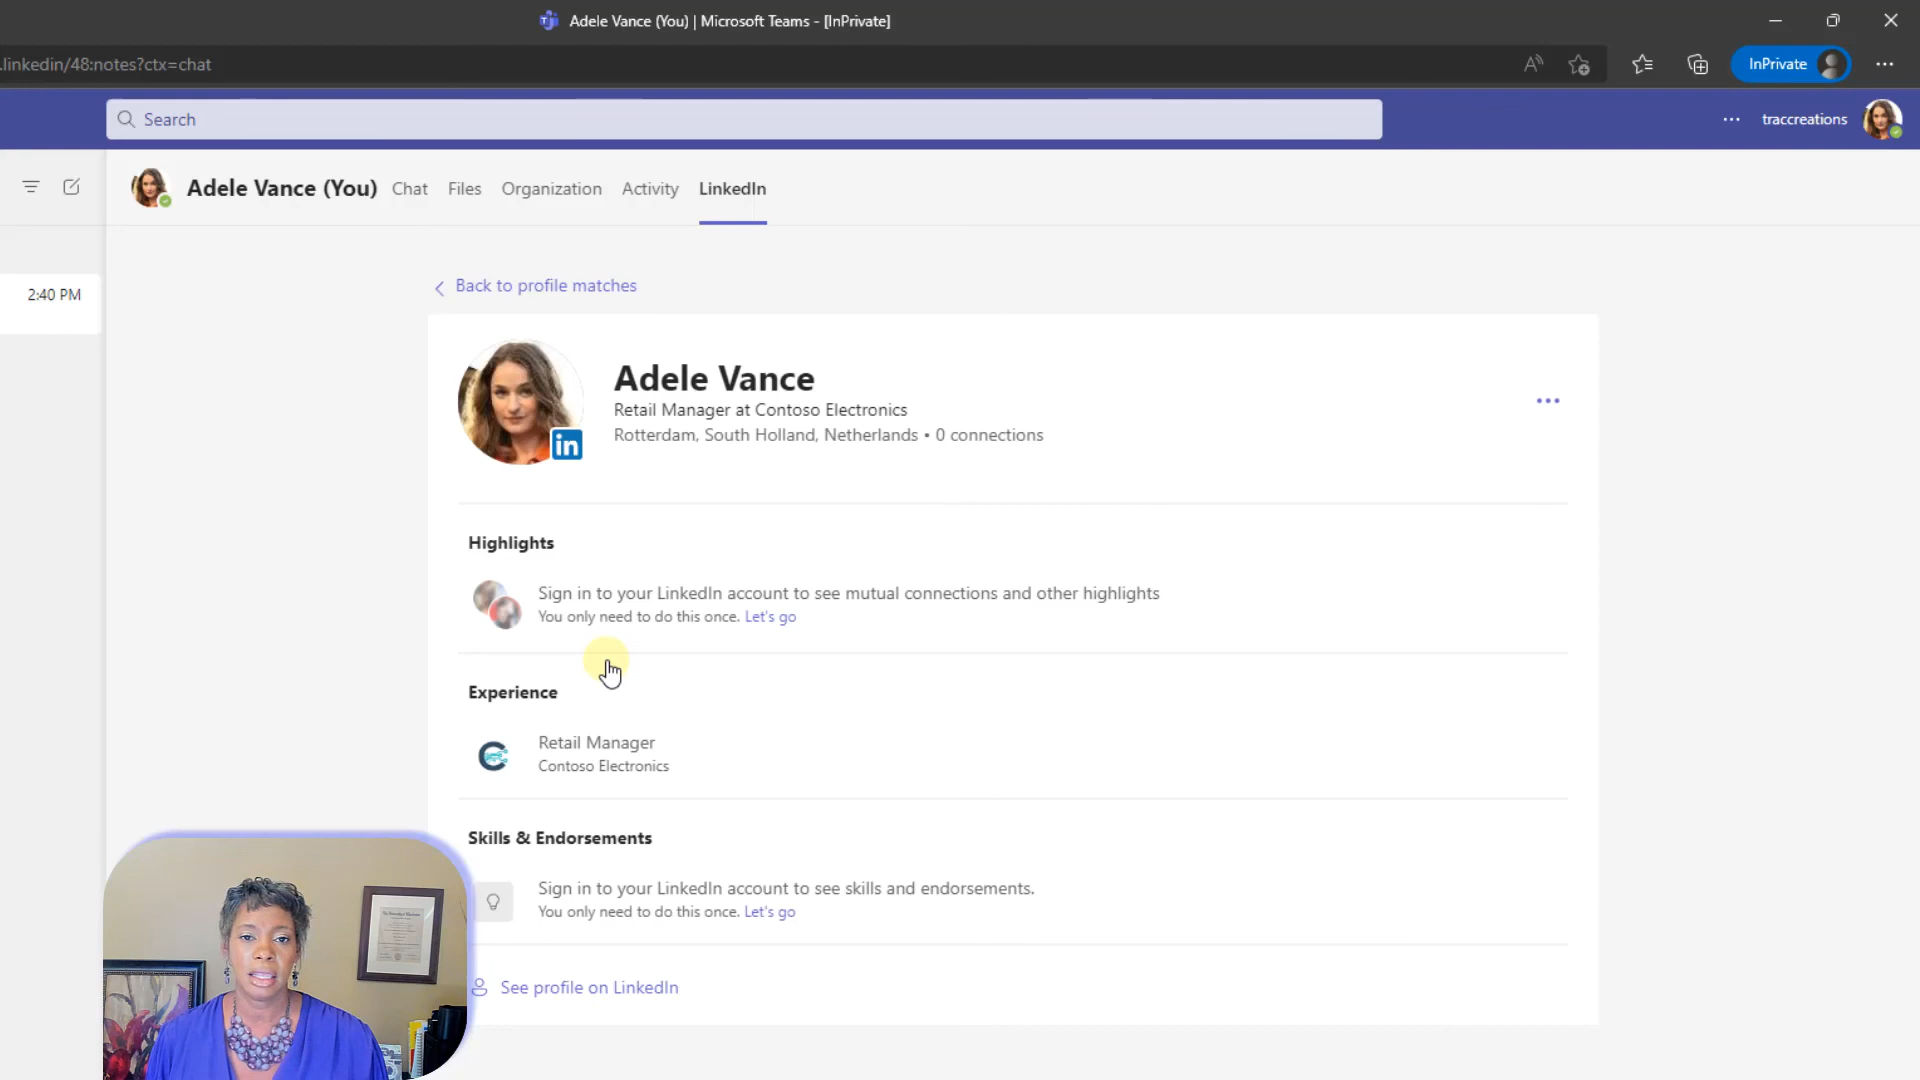 Adele Vance (You) | Microsoft Teams - [InPrivate]
.linkedin/48:notes?ctx=chat
InPrivate
Search
traccreations
Adele Vance (You)
Chat
Files
Organization
Activity
LinkedIn
2:40 PM
Back to profile matches
Adele Vance
Retail Manager at Contoso Electronics
Rotterdam, South Holland, Netherlands • 0 connections
in
Highlights
Sign in to your LinkedIn account to see mutual connections and other highlights
You only need to do this once. Let's go
Experience
Retail Manager
Contoso Electronics
Skills & Endorsements
Sign in to your LinkedIn account to see skills and endorsements.
You only need to do this once. Let's go
See profile on LinkedIn